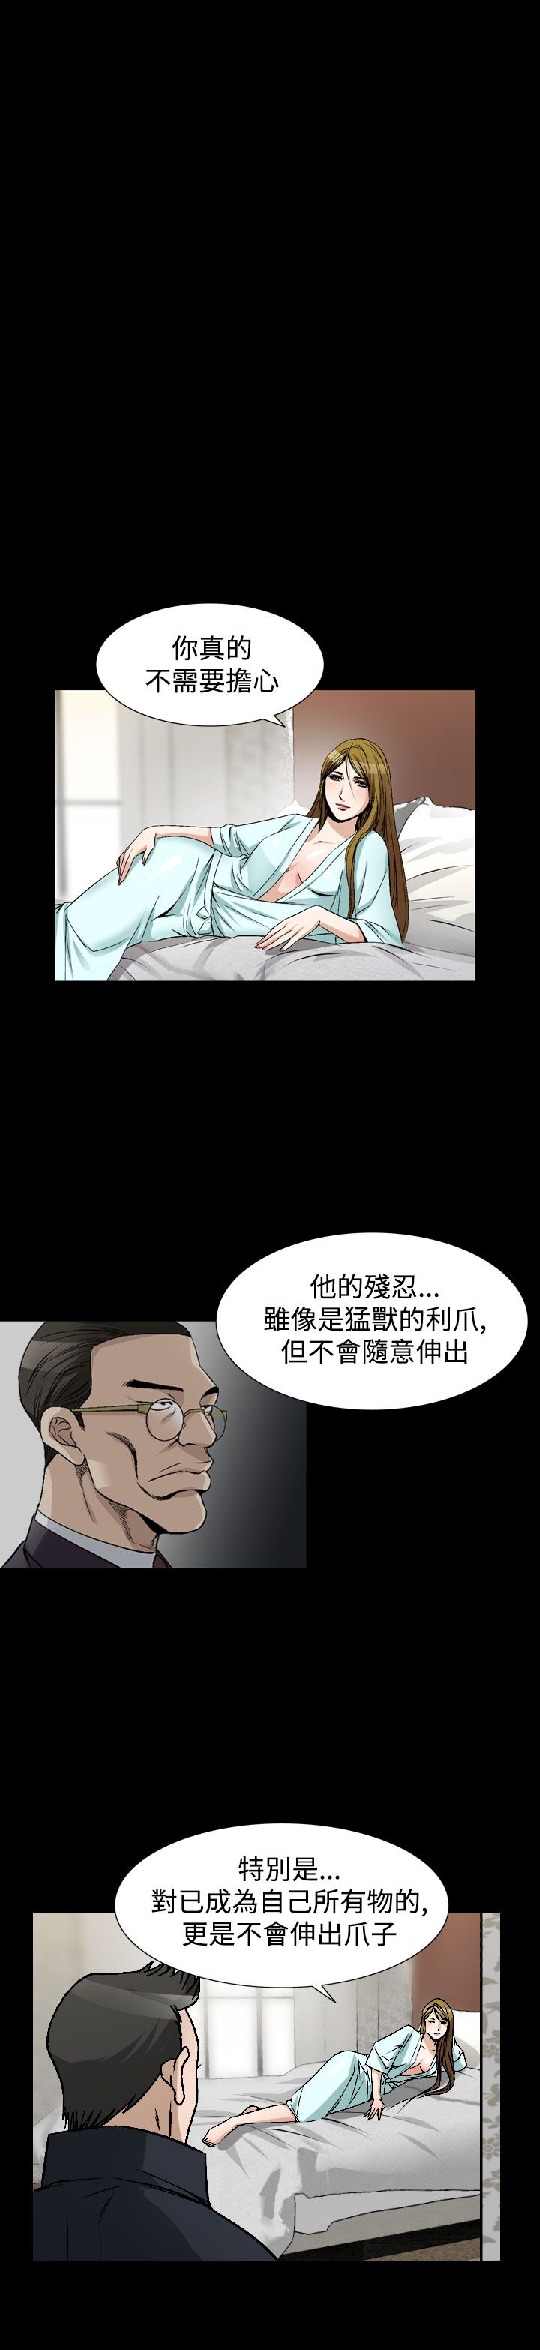 你真的
不需要擔心
他的殘忍...
雖像是猛獸的利爪,
但不會隨意伸出
特別是...
對已成為自己所有物的,
更是不會伸出爪子